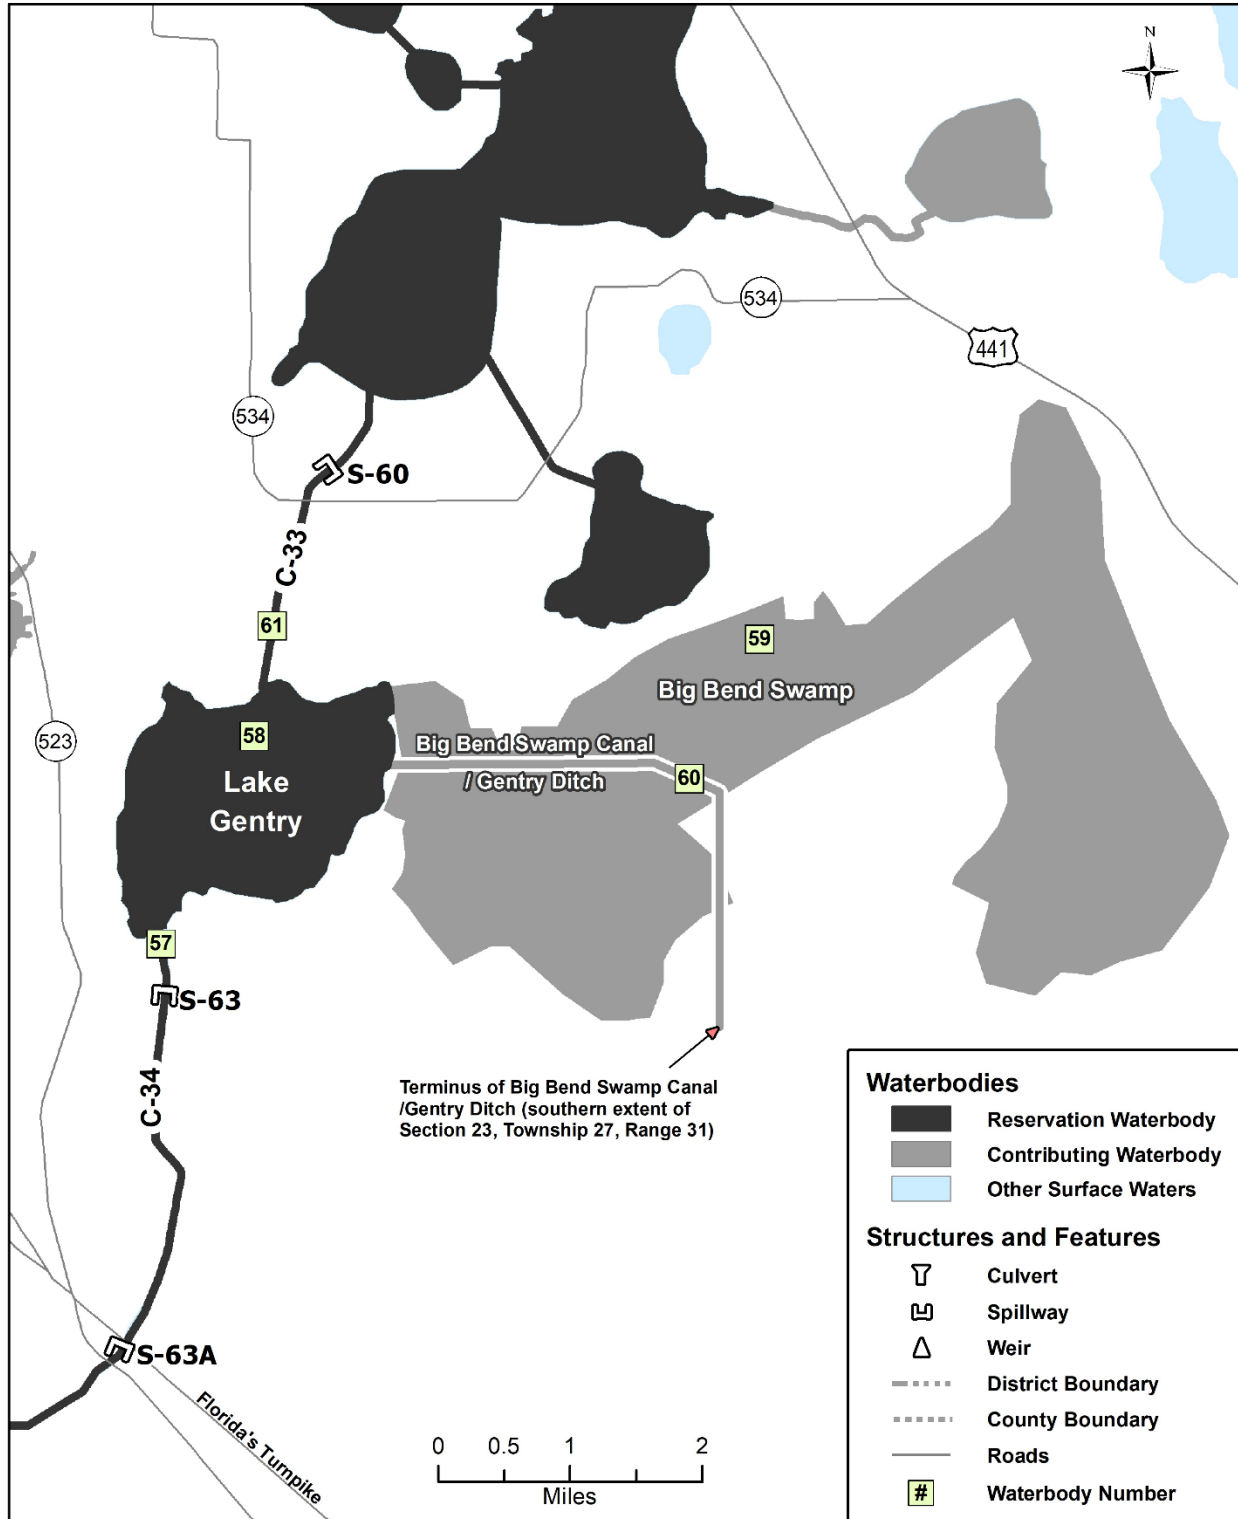 N
534
441
534
S-60
C-33
61
59
Big Bend Swamp
523
58
Lake
Gentry
Big Bend Swamp Canal
/ Gentry Ditch
60
57
S-63
C-34
Terminus of Big Bend Swamp Canal
/Gentry Ditch (southern extent of
Section 23, Township 27, Range 31)
S-63A
Florida's Turnpike
0 0.5 1 2
Miles
Waterbodies
Reservation Waterbody
Contributing Waterbody
Other Surface Waters
Structures and Features
Culvert
Spillway
Weir
District Boundary
County Boundary
Roads
# Waterbody Number